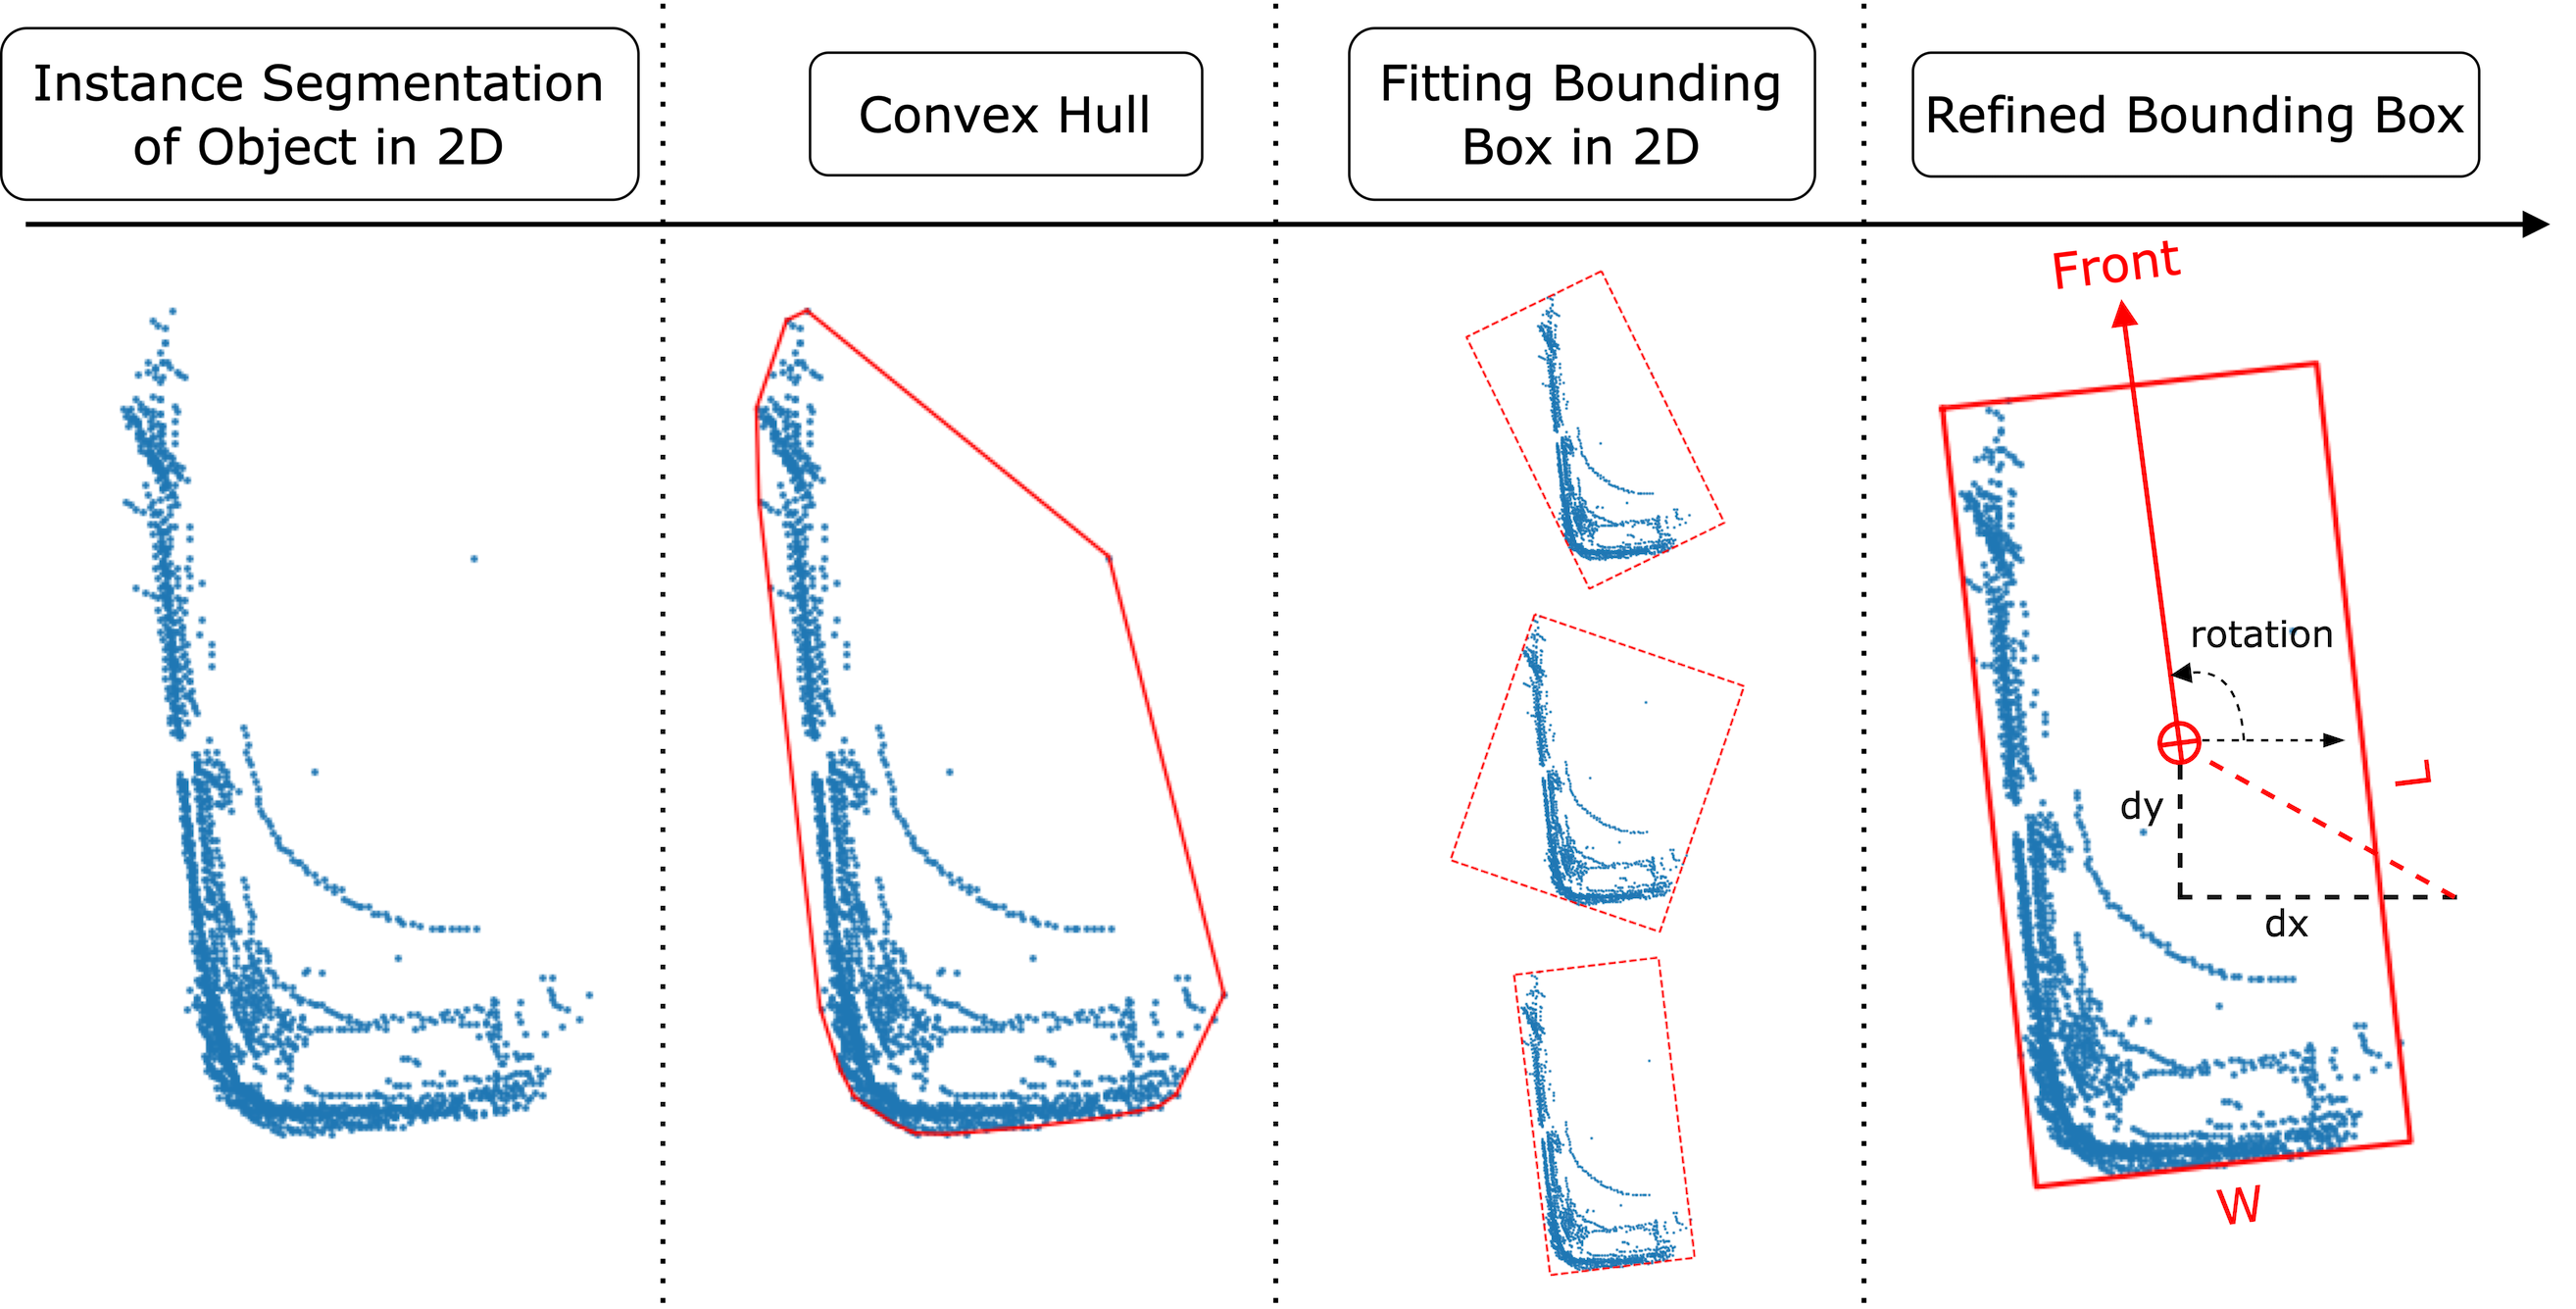 Instance Segmentation
of Object in 2D
Convex Hull
Fitting Bounding
Box in 2D
Refined Bounding Box
Front
rotation
L
dy
dx
W